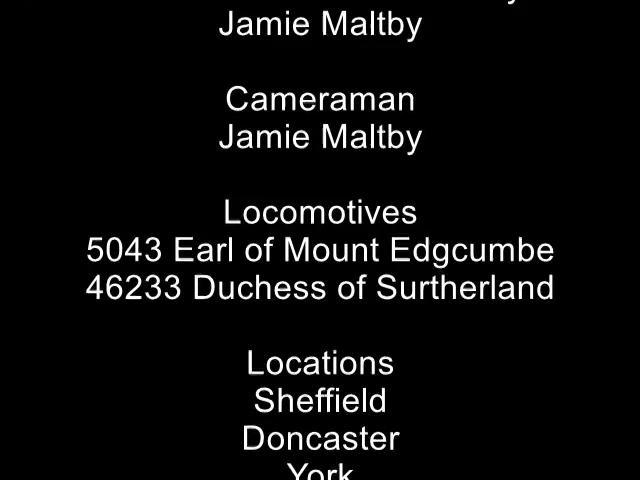 Jamie Maltby
Cameraman
Jamie Maltby
Locomotives
5043 Earl of Mount Edgcumbe
46233 Duchess of Surtherland
Locations
Sheffield
Doncaster
York